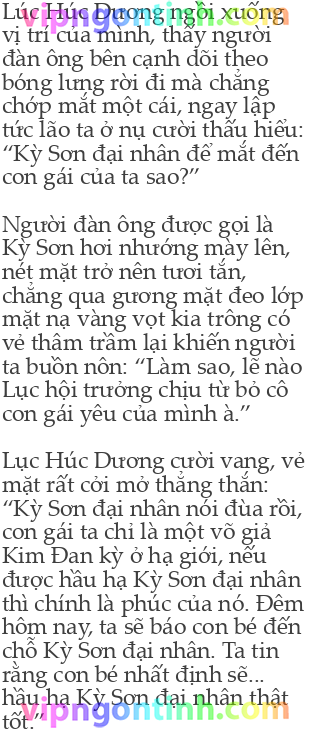 Lúc Húc Dương ngồi xuống
vipngontinh.com
vị trí của mình, thấy người
đàn ông bên cạnh dõi theo
bóng lưng rời đi mà chẳng
chớp mắt một cái, ngay lập
tức lão ta ở nụ cười thấu hiểu:
“Kỳ Sơn đại nhân để mắt đến
con gái của ta sao?”
Người đàn ông được gọi là
Kỳ Sơn hơi nhướng mày lên,
nét mặt trở nên tươi tắn,
chẳng qua gương mặt đeo lớp
mặt nạ vàng vọt kia trông có
vẻ thâm trầm lại khiến người
ta buồn nôn: “Làm sao, lẽ nào
Lục hội trưởng chịu từ bỏ cô
con gái yêu của mình à.”
Lục Húc Dương cười vang, vẻ
mặt rất cởi mở thẳng thắn:
“Kỳ Sơn đại nhân nói đùa rồi,
con gái ta chỉ là một võ giả
Kim Đan kỳ ở hạ giới, nếu
được hầu hạ Kỳ Sơn đại nhân
thì chính là phúc của nó. Đêm
hôm nay, ta sẽ báo con bé đến
chỗ Kỳ Sơn đại nhân. Ta tin
rằng con bé nhất định sẽ...
hầu hạ Kỳ Sơn đại nhân thật
vipngontinh.com
tốt.”